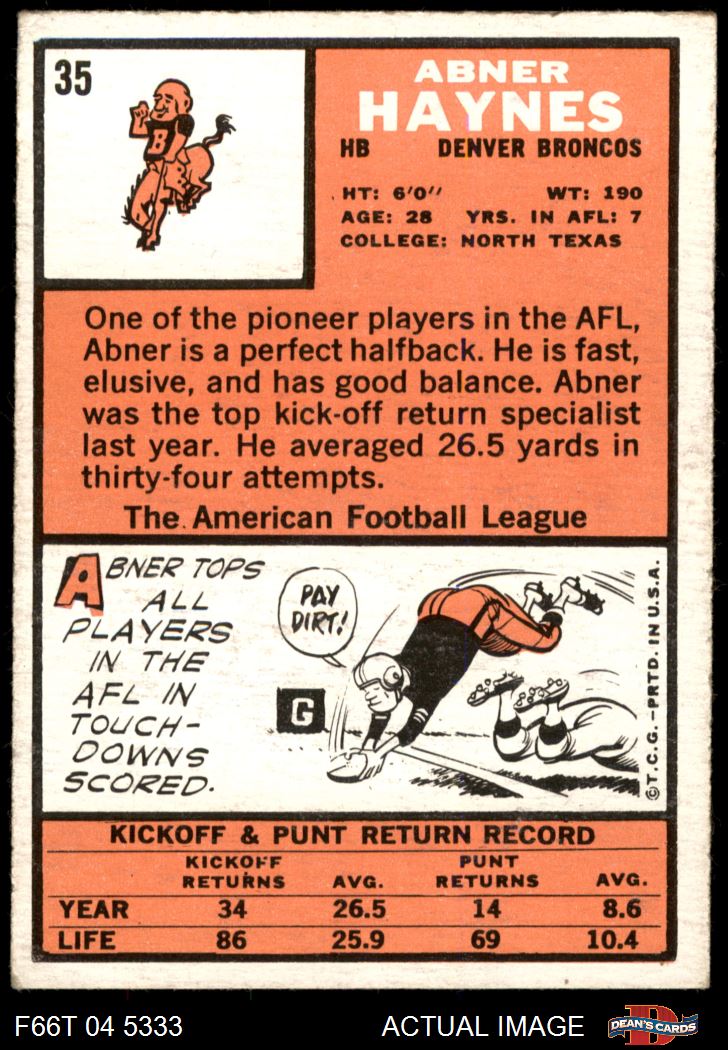 35
B
ABNER
HAYNES
HB DENVER BRONCOS
HT: 6'0'' WT: 190
AGE: 28 YRS. IN AFL: 7
COLLEGE: NORTH TEXAS
One of the pioneer players in the AFL,
Abner is a perfect halfback. He is fast,
elusive, and has good balance. Abner
was the top kick-off return specialist
last year. He averaged 26.5 yards in
thirty-four attempts.
The American Football League
ABNER TOPS
ALL
PLAYERS
IN THE
AFL IN
TOUCH-
DOWNS
SCORED.
PAY
DIRT!
G
©T.C.G.-PRTD. IN U.S.A.
KICKOFF & PUNT RETURN RECORD
KICKOFF PUNT
RETURNS AVG. RETURNS AVG.
YEAR 34 26.5 14 8.6
LIFE 86 25.9 69 10.4
F66T 04 5333 ACTUAL IMAGE
D
DEAN'S CARDS